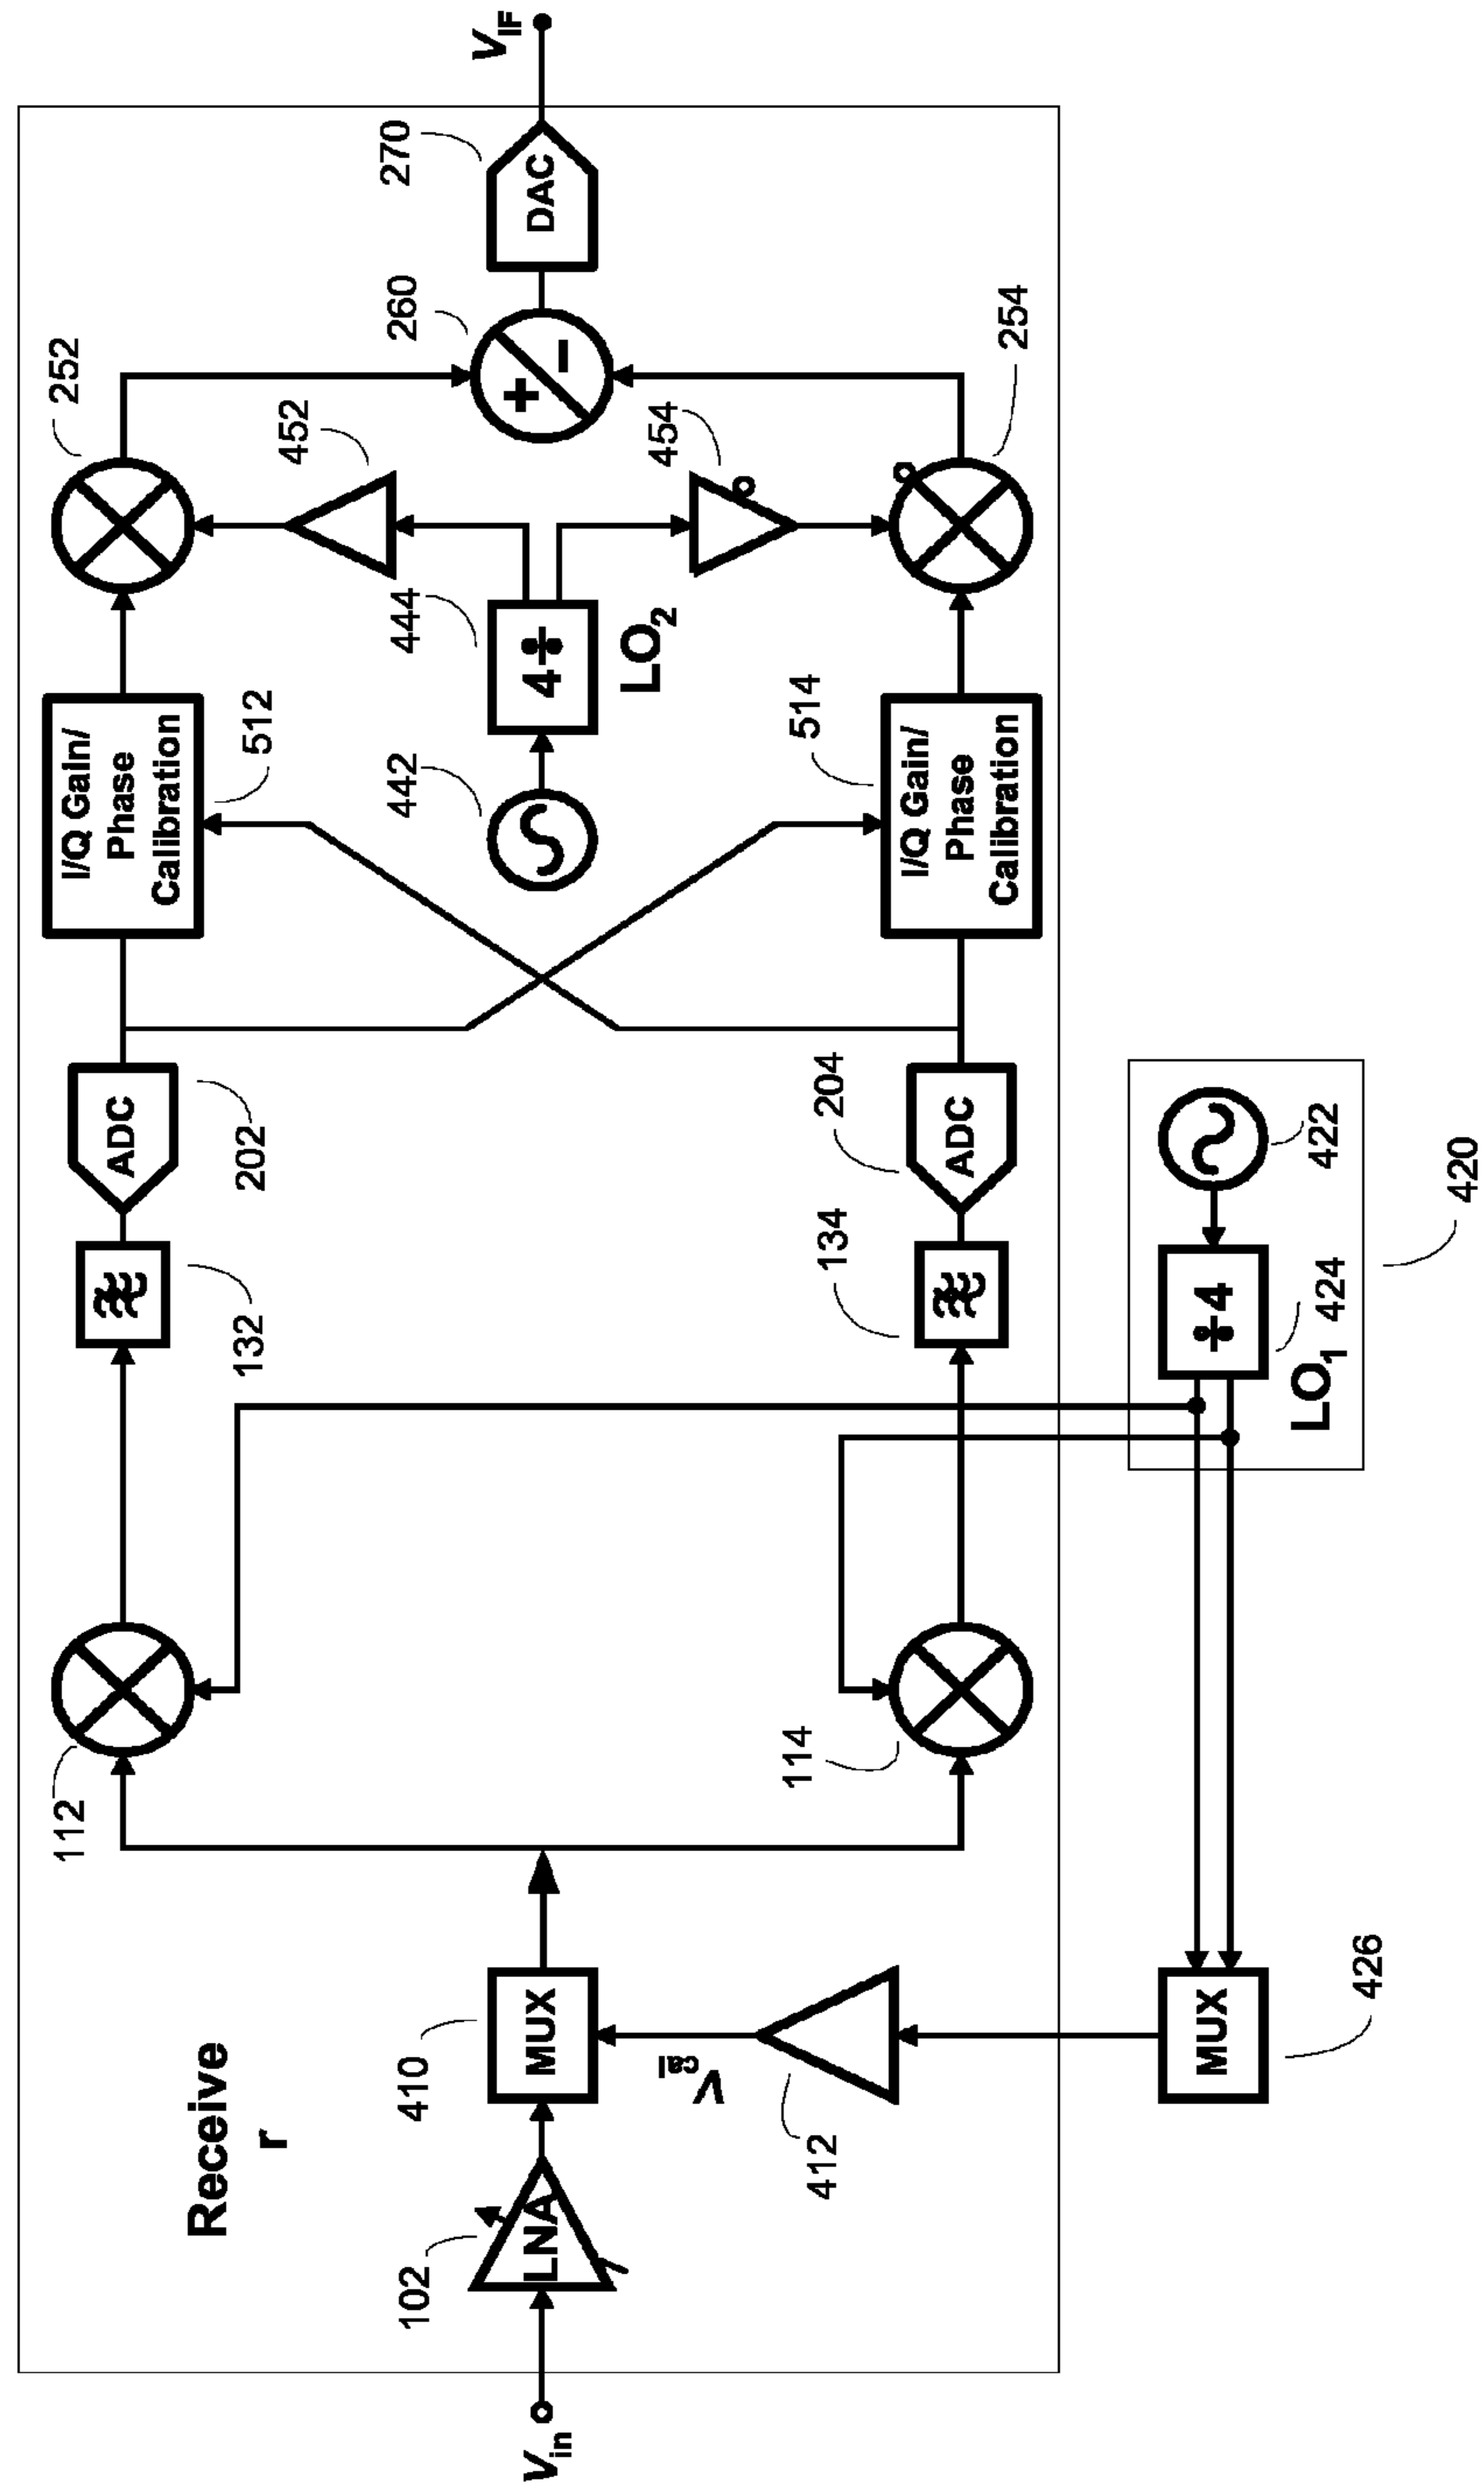 Receive
r
V_in
102
LNA
410
MUX
V_cal
412
MUX
426
112
114
132
134
ADC
202
ADC
204
LO₁
÷4
424
422
420
I/Q Gain/
Phase
Calibration
512
I/Q Gain/
Phase
Calibration
514
442
4÷
444
LO₂
452
454
252
254
+
−
260
DAC
270
V_IF